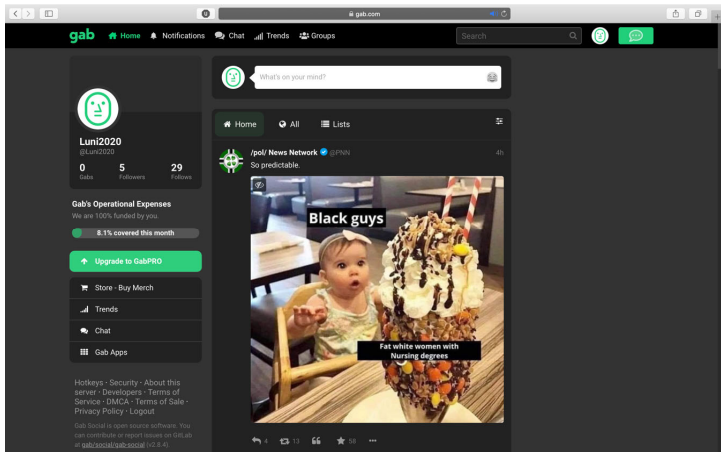 gab.com
gab Home Notifications Chat Trends Groups Search
What's on your mind?
Luni2020
@Luni2020
0 5 29
Gabs Followers Follows
Gab's Operational Expenses
We are 100% funded by you.
8.1% covered this month
Upgrade to GabPRO
Store - Buy Merch
Trends
Chat
Gab Apps
Hotkeys · Security · About this
server · Developers · Terms of
Service · DMCA · Terms of Sale ·
Privacy Policy · Logout
Gab Social is open source software. You
can contribute or report issues on GitLab
at gab/social/gab-social (v2.8.4)
Home All Lists
/pol/ News Network @PNN 4h
So predictable.
Black guys
Fat white women with
Nursing degrees
4 13 58